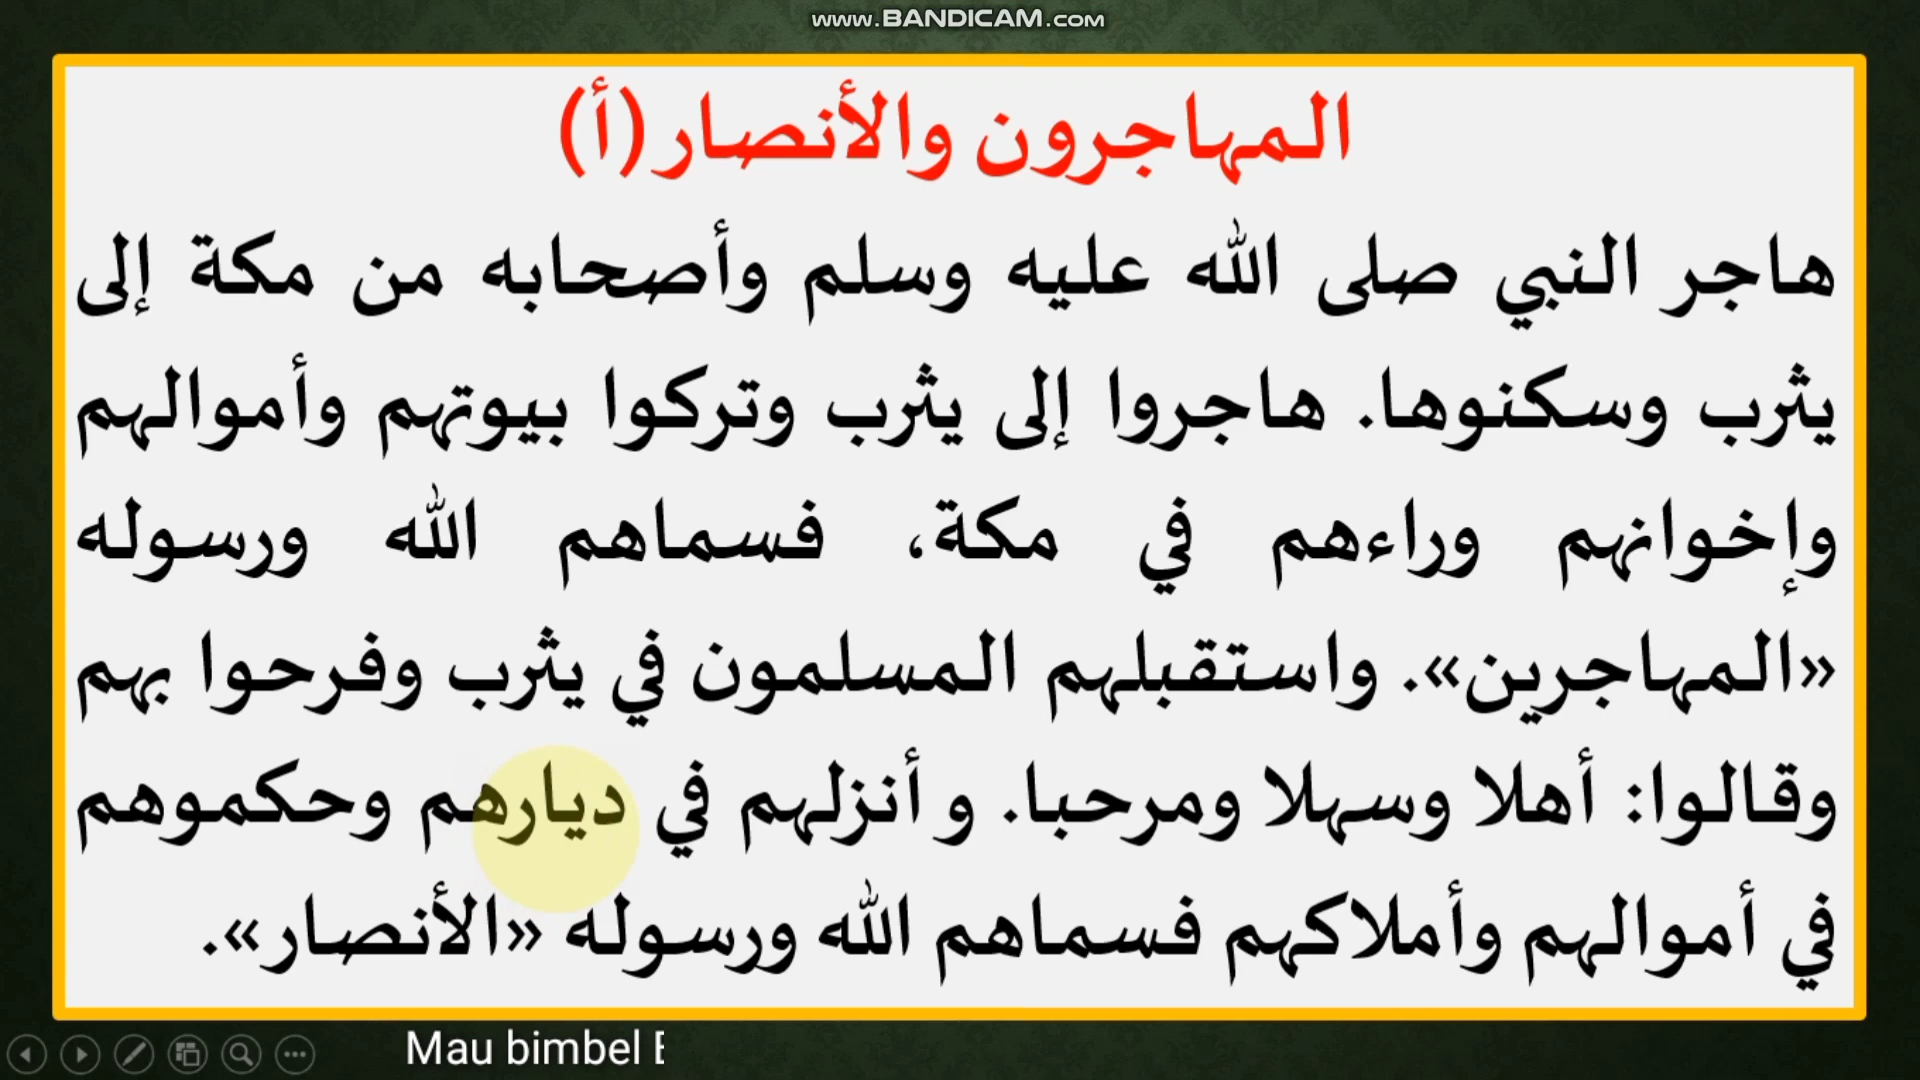 www.BANDICAM.com
المهاجرون والأنصار (أ)
هاجر النبي صلى الله عليه وسلم وأصحابه من مكة إلى
يثرب وسكنوها. هاجروا إلى يثرب وتركوا بيوتهم وأموالهم
وإخوانهم وراءهم في مكة، فسماهم الله ورسوله
«المهاجرين». واستقبلهم المسلمون في يثرب وفرحوا بهم
وقالوا: أهلا وسهلا ومرحبا. و أنزلهم في ديارهم وحكموهم
في أموالهم وأملاكهم فسماهم الله ورسوله «الأنصار».
Mau bimbel